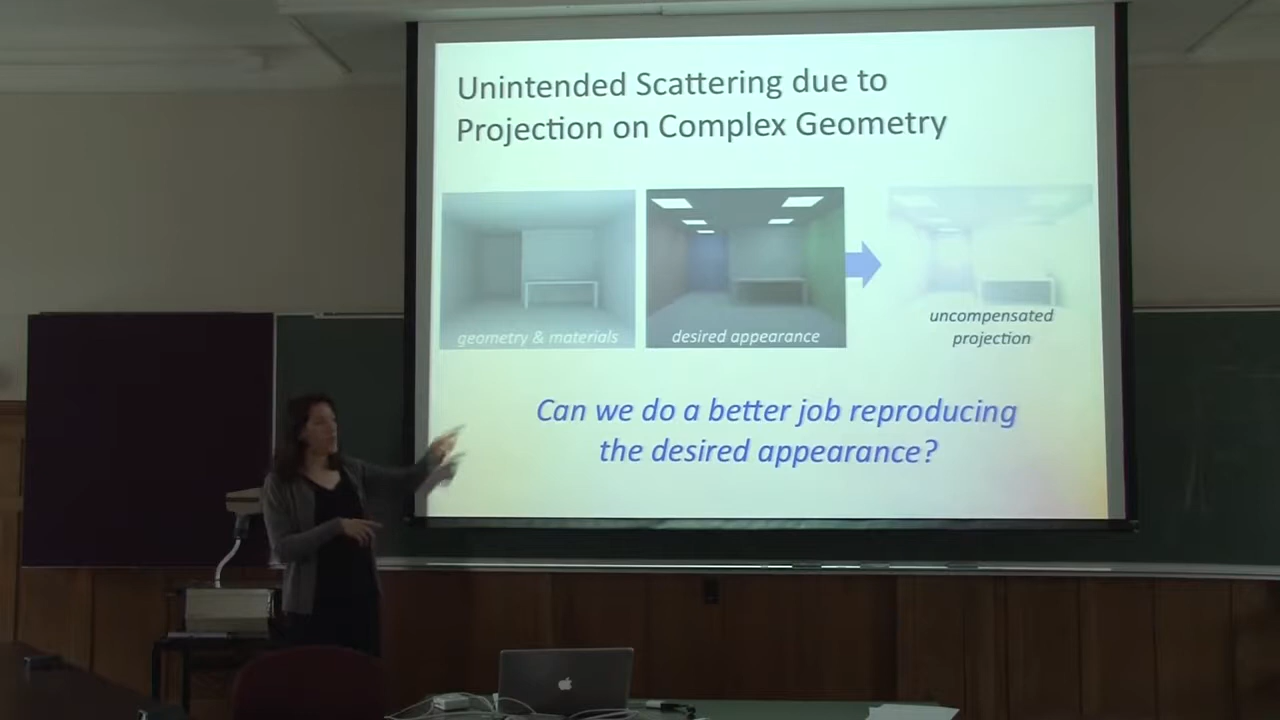 Unintended Scattering due to
Projection on Complex Geometry
geometry & materials
desired appearance
uncompensated
projection
Can we do a better job reproducing
the desired appearance?